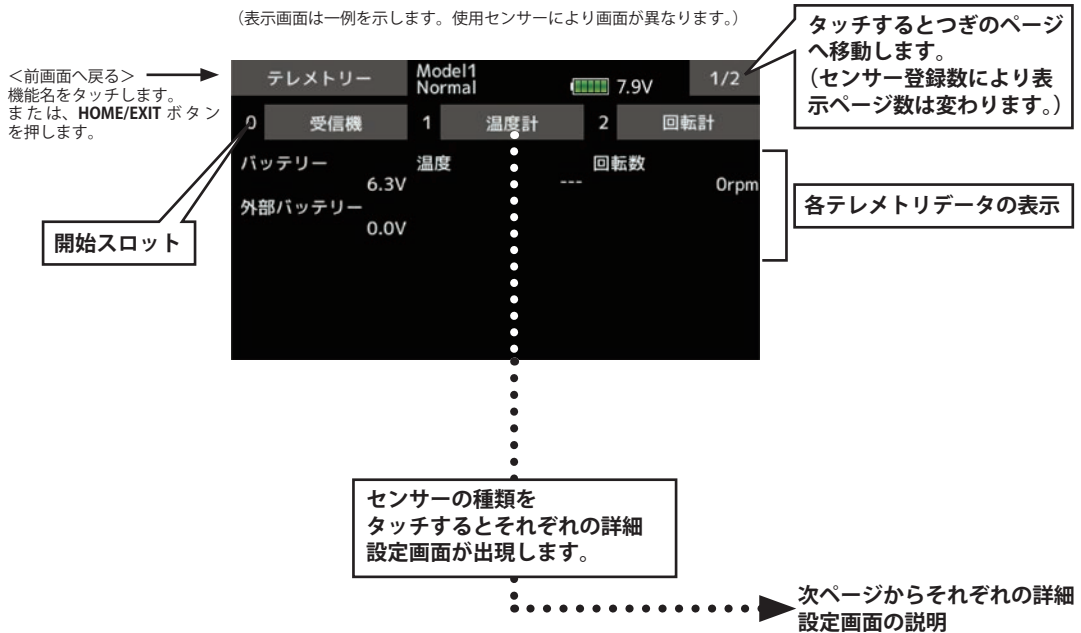 （表示画面は一例を示します。使用センサーにより画面が異なります。）
タッチするとつぎのページ
へ移動します。
（センサー登録数により表
示ページ数は変わります。）
＜前画面へ戻る＞
機能名をタッチします。
または、HOME/EXIT ボタン
を押します。
テレメトリー Model1 Normal 7.9V 1/2
0 受信機 1 温度計 2 回転計
バッテリー 温度 回転数
6.3V --- 0rpm
外部バッテリー
0.0V
開始スロット
各テレメトリデータの表示
センサーの種類を
タッチするとそれぞれの詳細
設定画面が出現します。
次ページからそれぞれの詳細
設定画面の説明